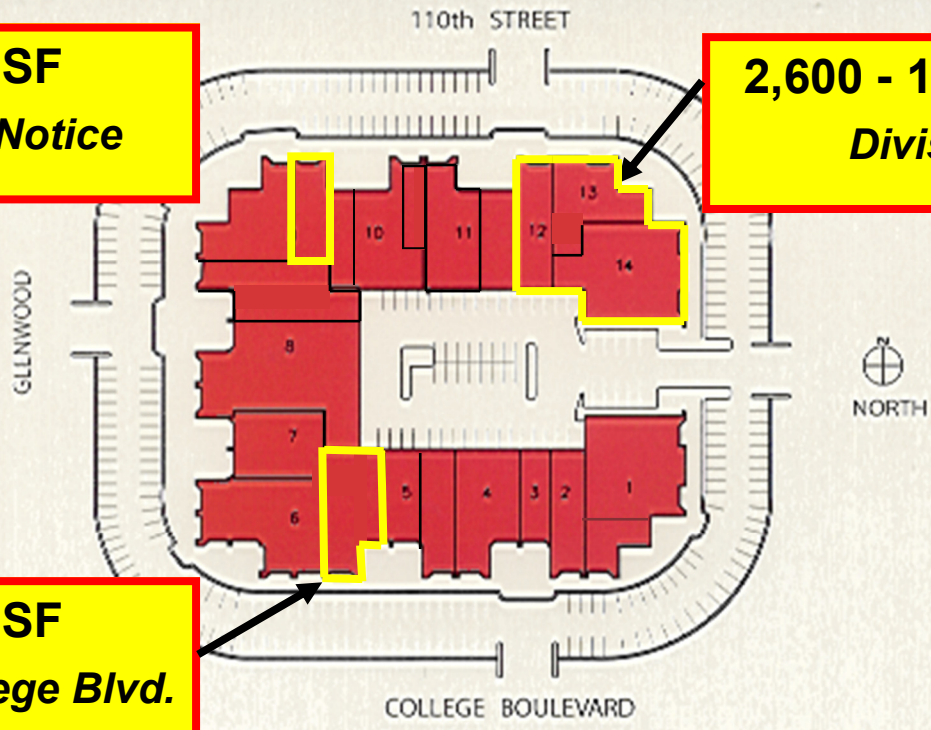 110th STREET
SF
Notice
2,600 - 1
Divis
13
10
11
12
14
GLENWOOD
8
N
NORTH
7
6
5
4
3
2
1
SF
ege Blvd.
COLLEGE BOULEVARD